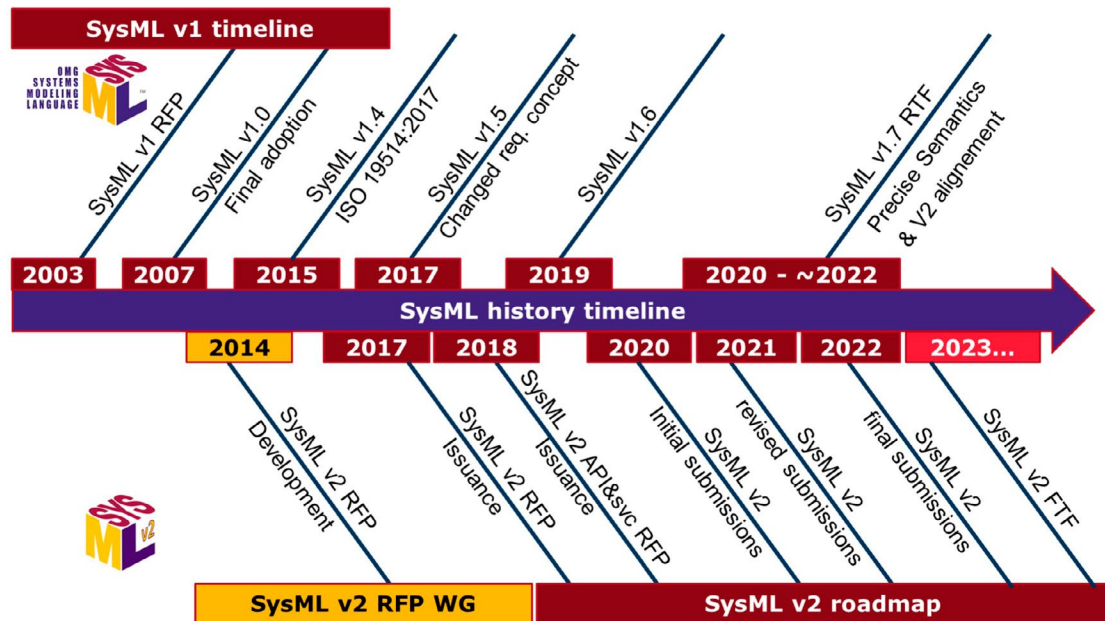 SysML v1 timeline
OMG
SYSTEMS
MODELING
LANGUAGE
SYS
ML
TM
SysML v1 RFP
SysML v1.0
Final adoption
SysML v1.4
ISO 19514:2017
SysML v1.5
Changed req. concept
SysML v1.6
SysML v1.7 RTF
Precise Semantics
& V2 alignement
2003
2007
2015
2017
2019
2020 - ~2022
SysML history timeline
2014
2017
2018
2020
2021
2022
2023...
SysML v2 RFP
Development
SysML v2 RFP
Issuance
SysML v2 API&svc RFP
Issuance
SysML v2
Initial submissions
SysML v2
revised submissions
SysML v2
final submissions
SysML v2 FTF
SYS
ML
v2
SysML v2 RFP WG
SysML v2 roadmap